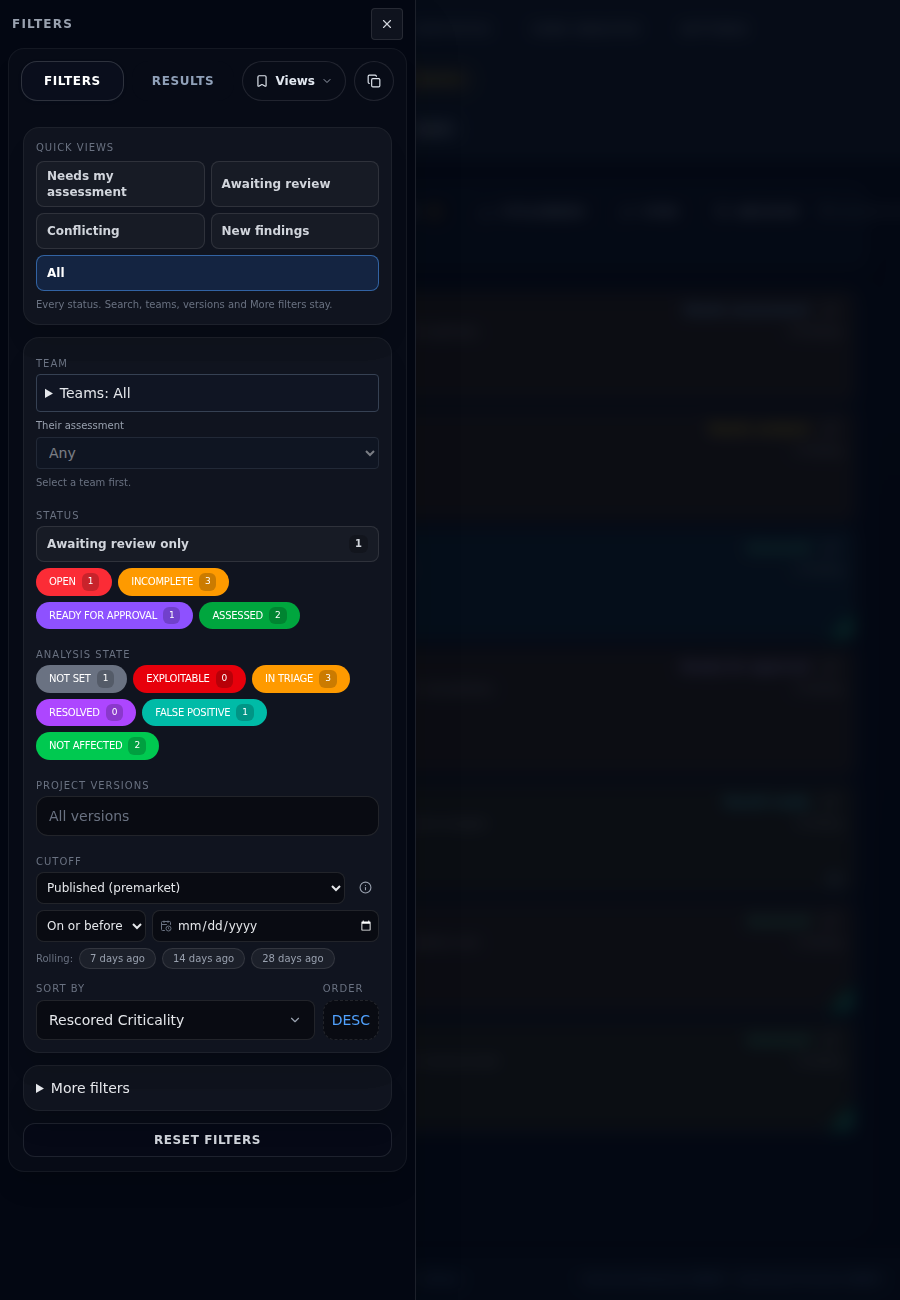 FILTERS
FILTERS
RESULTS
Views
QUICK VIEWS
Needs my
assessment
Awaiting review
Conflicting
New findings
All
Every status. Search, teams, versions and More filters stay.
TEAM
Teams: All
Their assessment
Any
Select a team first.
STATUS
Awaiting review only 1
OPEN 1
INCOMPLETE 3
READY FOR APPROVAL 1
ASSESSED 2
ANALYSIS STATE
NOT SET 1
EXPLOITABLE 0
IN TRIAGE 3
RESOLVED 0
FALSE POSITIVE 1
NOT AFFECTED 2
PROJECT VERSIONS
All versions
CUTOFF
Published (premarket)
On or before
mm/dd/yyyy
Rolling:
7 days ago
14 days ago
28 days ago
SORT BY
ORDER
Rescored Criticality
DESC
More filters
RESET FILTERS